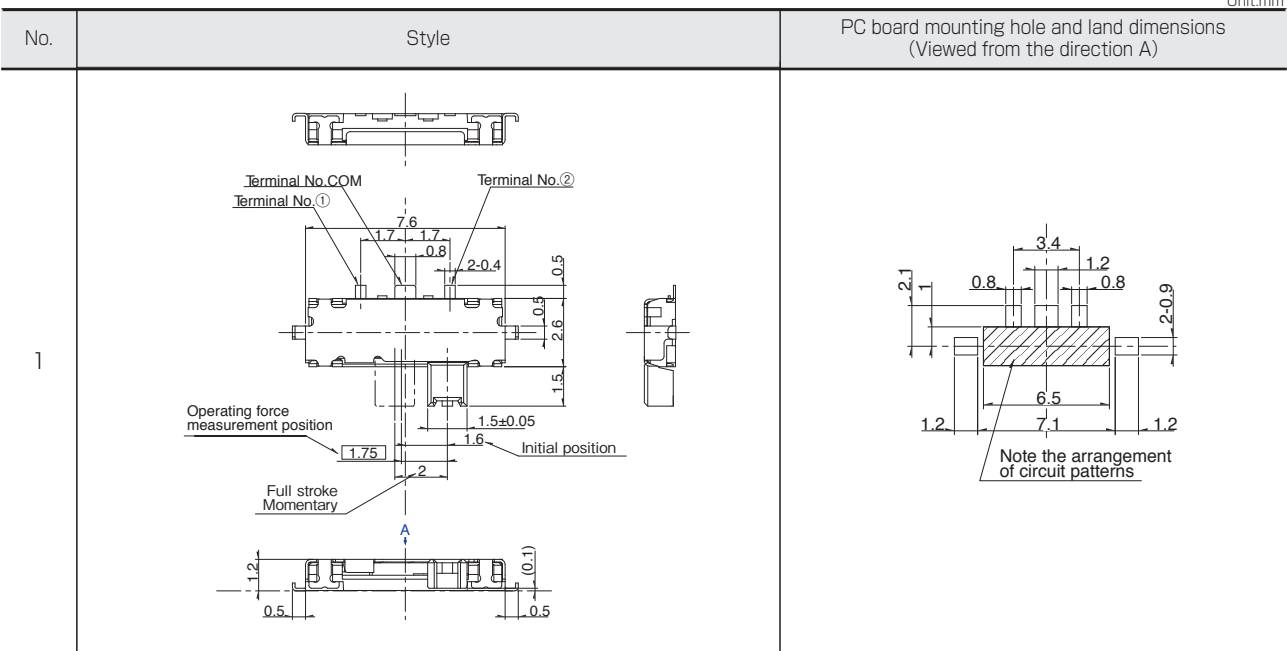 Unit:mm
No.
Style
PC board mounting hole and land dimensions
(Viewed from the direction A)
1
Terminal No.COM
Terminal No.②
Terminal No.①
7.6
1.7
1.7
0.8
2-0.4
0.5
0.5
2.6
1.5
Operating force
measurement position
1.5±0.05
1.6
Initial position
1.75
2
Full stroke
Momentary
A
1.2
(0.1)
0.5
0.5
3.4
1.2
0.8
0.8
2.1
1
2-0.9
6.5
1.2
7.1
1.2
Note the arrangement
of circuit patterns